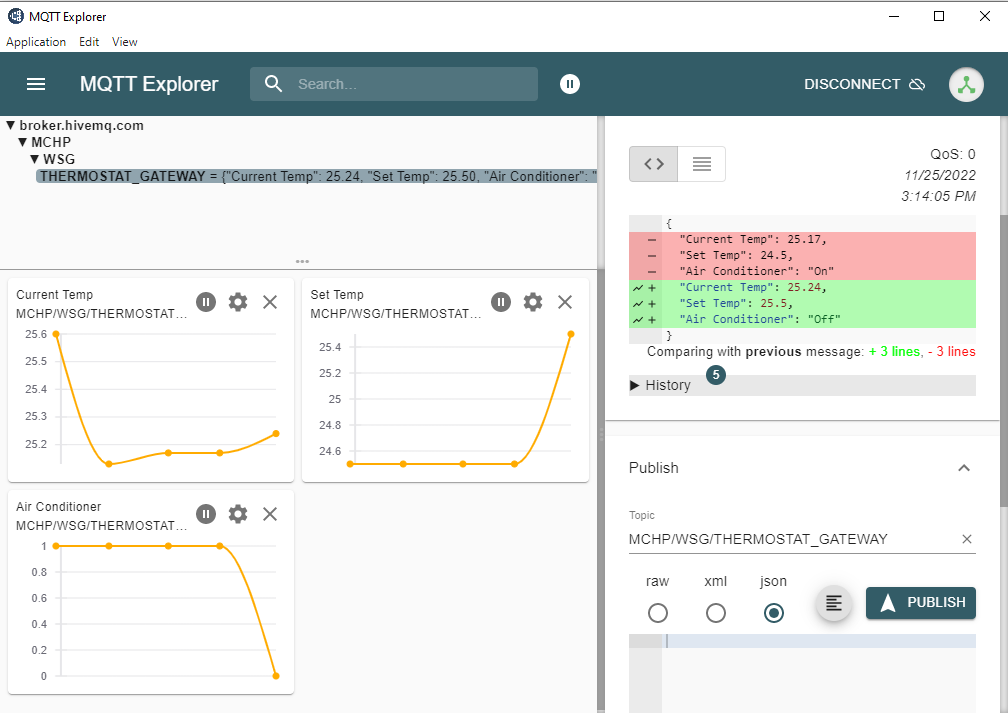 MQTT Explorer
Application Edit View
MQTT Explorer
Search...
DISCONNECT
▼ broker.hivemq.com
▼ MCHP
▼ WSG
THERMOSTAT_GATEWAY = {"Current Temp": 25.24, "Set Temp": 25.50, "Air Conditioner": "
Current Temp
MCHP/WSG/THERMOSTAT...
25.6
25.5
25.4
25.3
25.2
Set Temp
MCHP/WSG/THERMOSTAT...
25.4
25.2
25
24.8
24.6
Air Conditioner
MCHP/WSG/THERMOSTAT...
1
0.8
0.6
0.4
0.2
0
QoS: 0
11/25/2022
3:14:05 PM
{
- "Current Temp": 25.17,
- "Set Temp": 24.5,
- "Air Conditioner": "On"
+ "Current Temp": 25.24,
+ "Set Temp": 25.5,
+ "Air Conditioner": "Off"
}
Comparing with previous message: + 3 lines, - 3 lines
▶ History 5
Publish
Topic
MCHP/WSG/THERMOSTAT_GATEWAY
raw xml json
PUBLISH